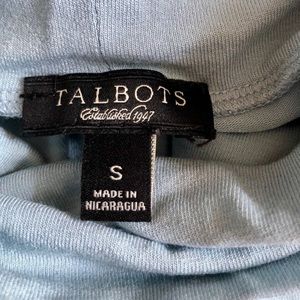 TALBOTS
Established 1947
S
MADE IN
NICARAGUA